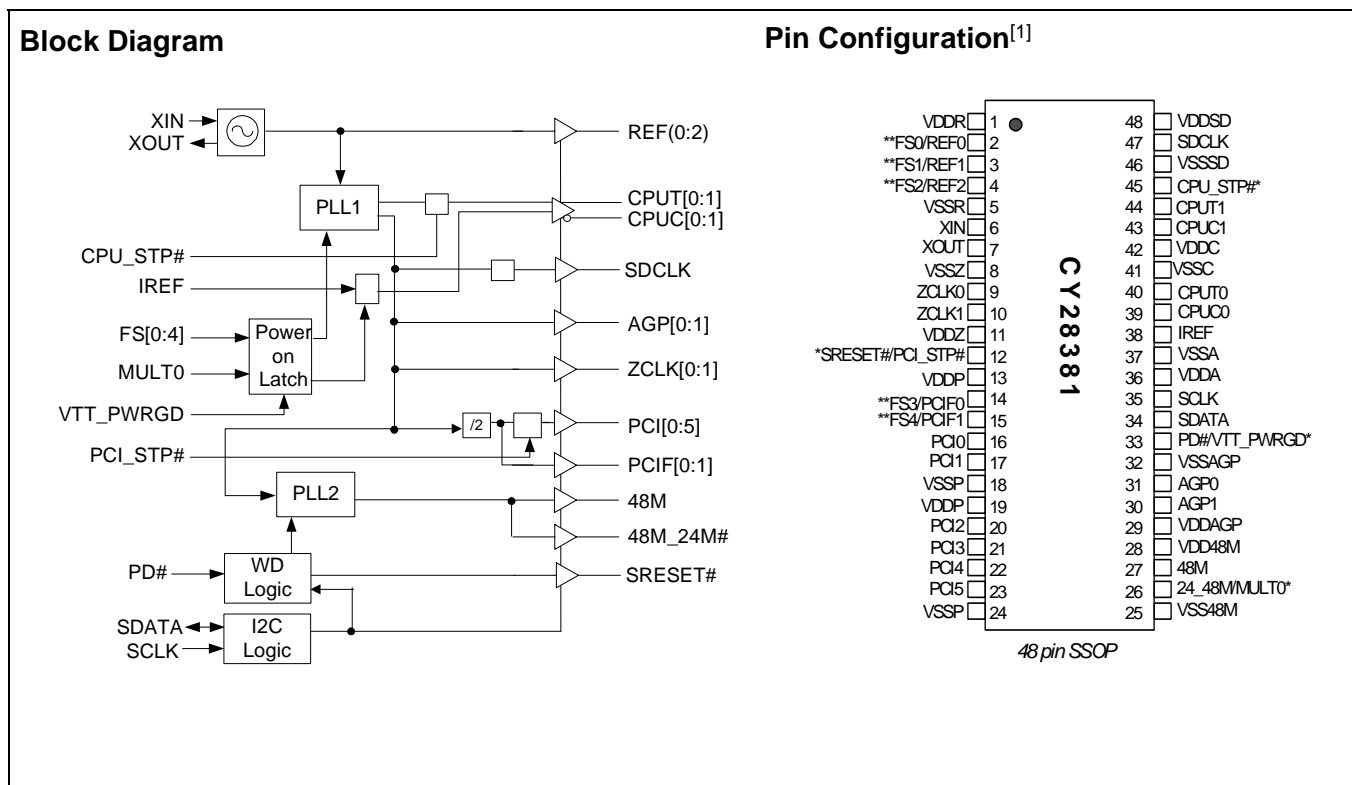 Block Diagram
XIN
XOUT
REF(0:2)
PLL1
CPUT[0:1]
CPUC[0:1]
CPU_STP#
SDCLK
IREF
FS[0:4]
Power
on
Latch
AGP[0:1]
MULT0
ZCLK[0:1]
VTT_PWRGD
/2
PCI[0:5]
PCI_STP#
PCIF[0:1]
PLL2
48M
48M_24M#
PD#
WD
Logic
SRESET#
SDATA
SCLK
I2C
Logic
Pin Configuration[1]
VDDR 1
**FS0/REF0 2
**FS1/REF1 3
**FS2/REF2 4
VSSR 5
XIN 6
XOUT 7
VSSZ 8
ZCLK0 9
ZCLK1 10
VDDZ 11
*SRESET#/PCI_STP# 12
VDDP 13
**FS3/PCIF0 14
**FS4/PCIF1 15
PCI0 16
PCI1 17
VSSP 18
VDDP 19
PCI2 20
PCI3 21
PCI4 22
PCI5 23
VSSP 24
CY28381
48 VDDSD
47 SDCLK
46 VSSSD
45 CPU_STP#*
44 CPUT1
43 CPUC1
42 VDDC
41 VSSC
40 CPUT0
39 CPUC0
38 IREF
37 VSSA
36 VDDA
35 SCLK
34 SDATA
33 PD#/VTT_PWRGD*
32 VSSAGP
31 AGP0
30 AGP1
29 VDDAGP
28 VDD48M
27 48M
26 24_48M/MULT0*
25 VSS48M
48 pin SSOP